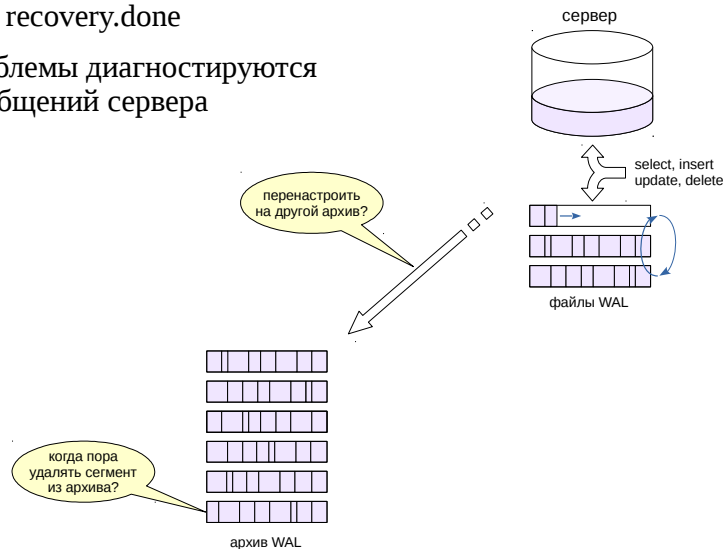 recovery.done
блемы диагностируются
бщений сервера
сервер
select, insert
update, delete
перенастроить
на другой архив?
файлы WAL
когда пора
удалять сегмент
из архива?
архив WAL